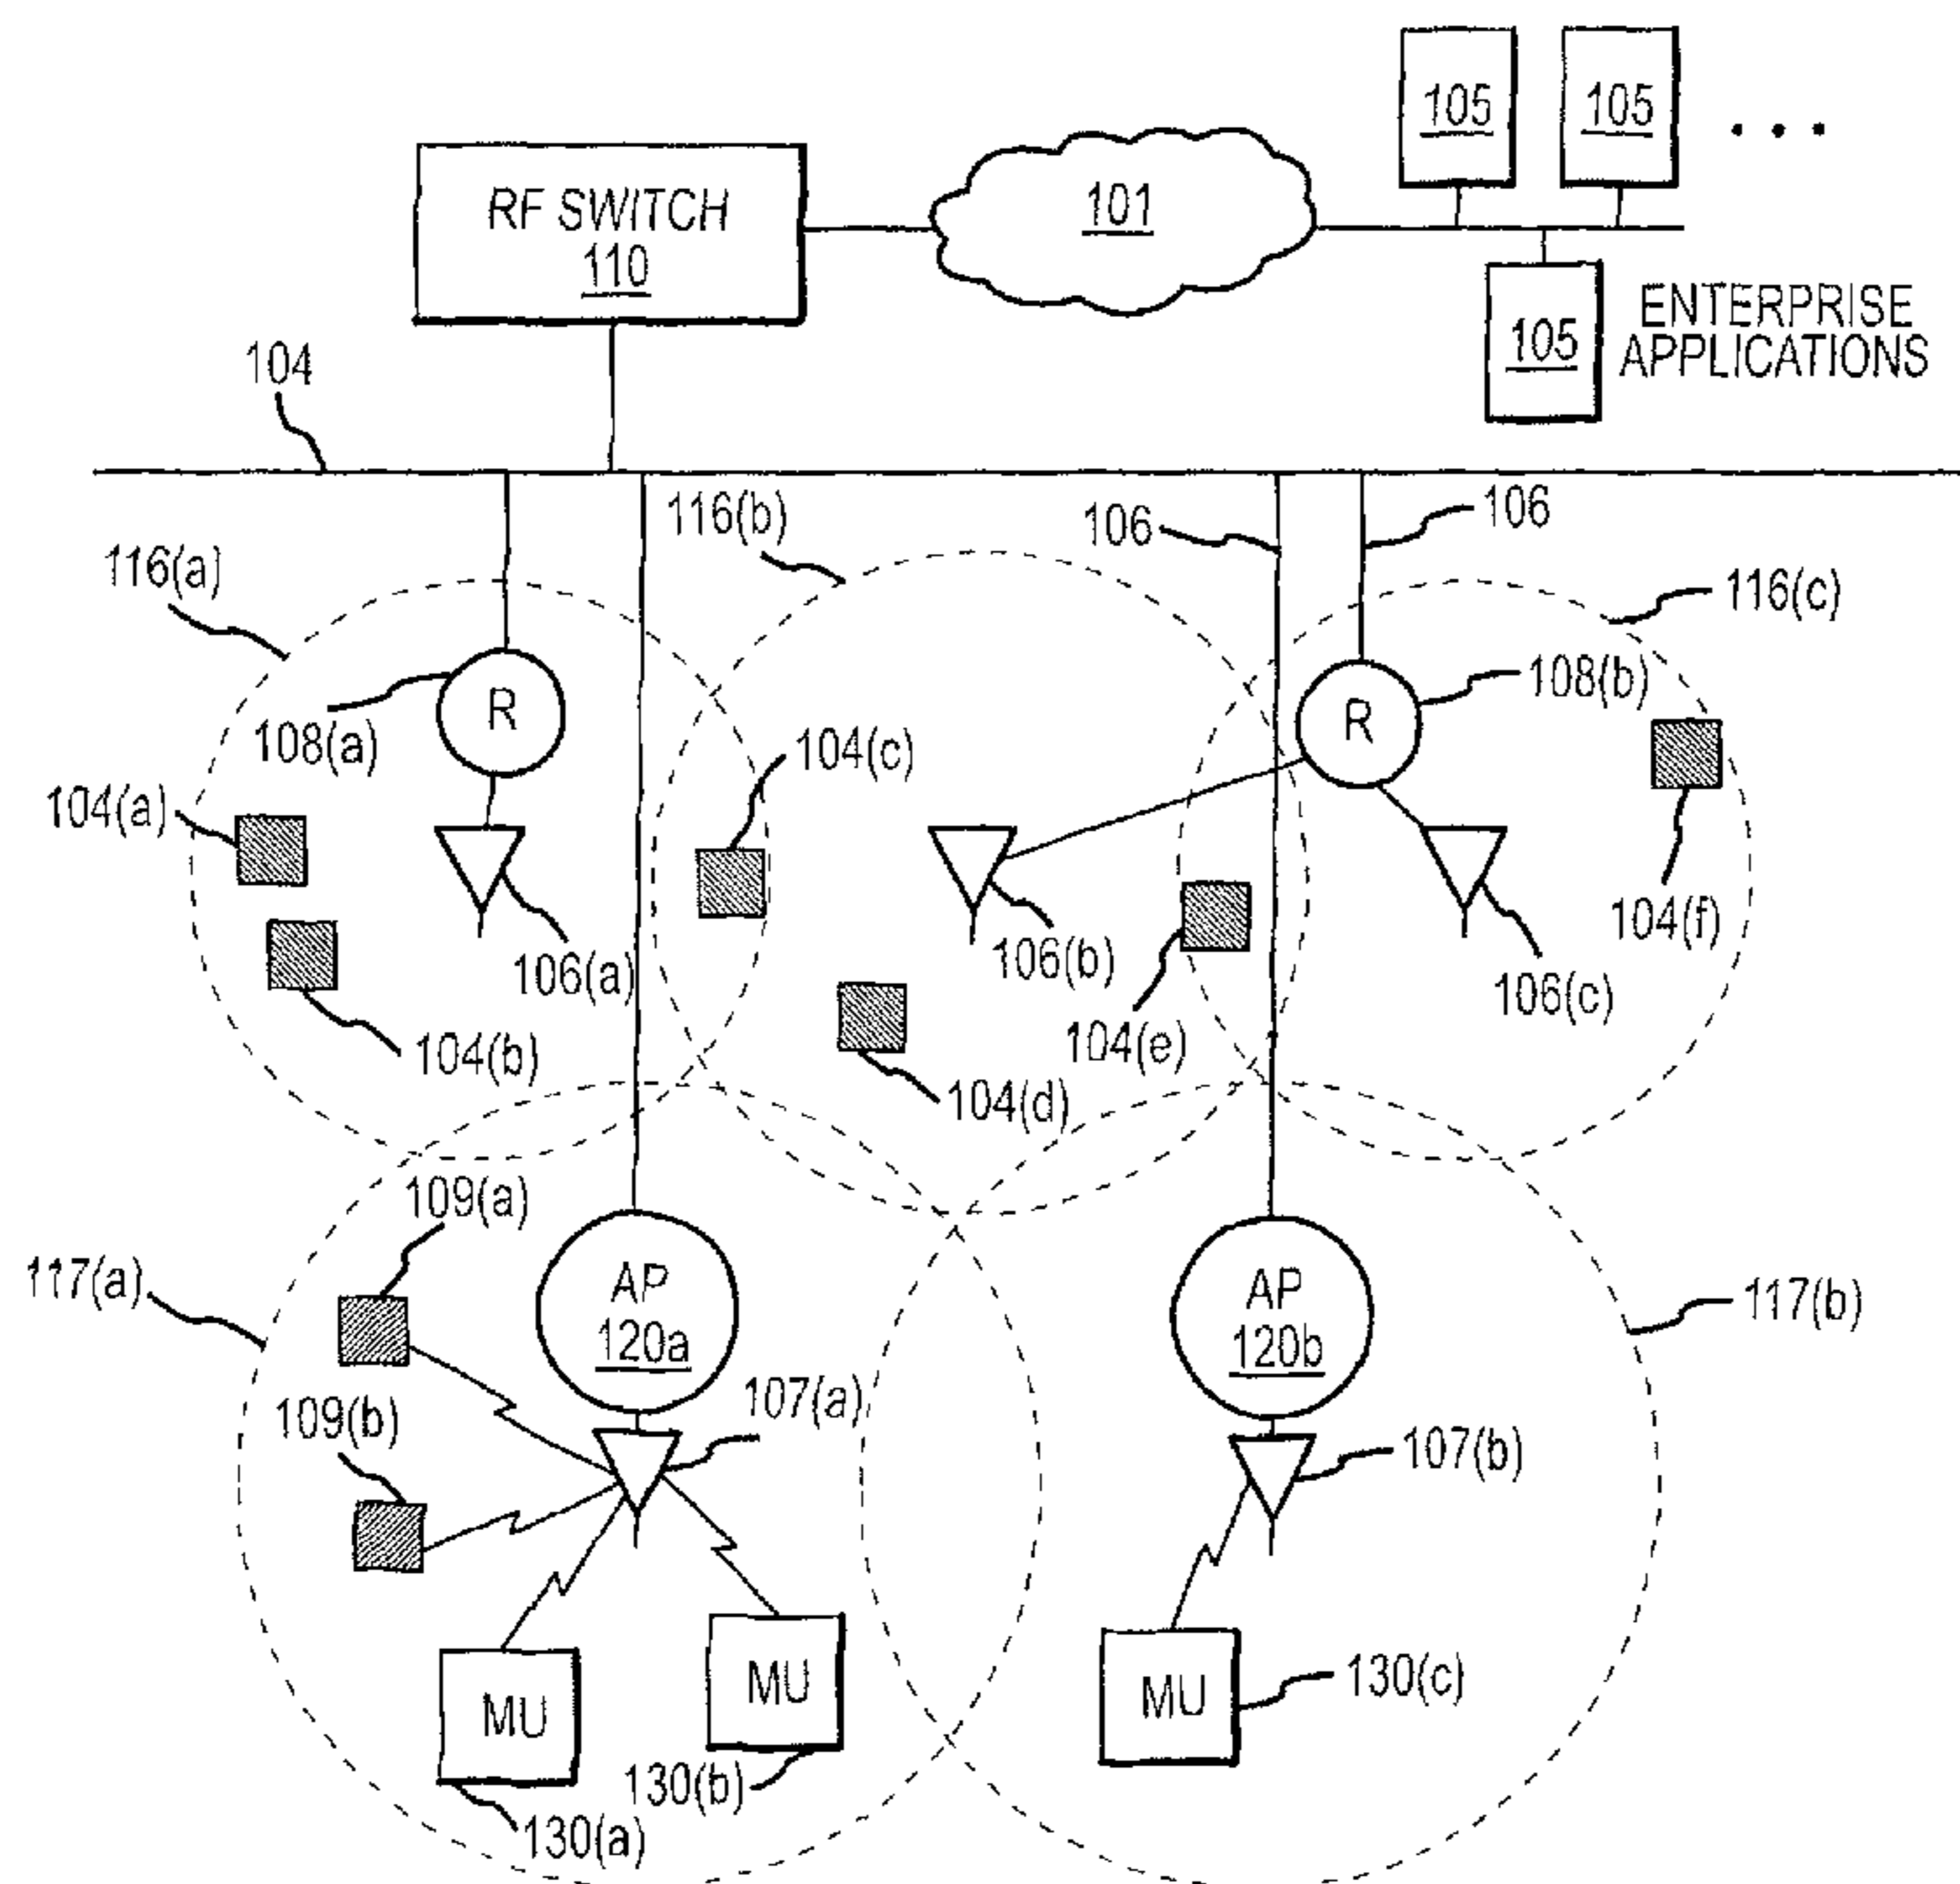 105
105
• • •
RF SWITCH
110
101
105
ENTERPRISE
APPLICATIONS
104
116(b)
106
106
116(a)
116(c)
R
108(a)
R
108(b)
104(a)
104(c)
104(f)
106(a)
106(b)
106(c)
104(b)
104(e)
104(d)
109(a)
117(a)
AP
120a
AP
120b
117(b)
109(b)
107(a)
107(b)
MU
MU
MU
130(c)
130(b)
130(a)